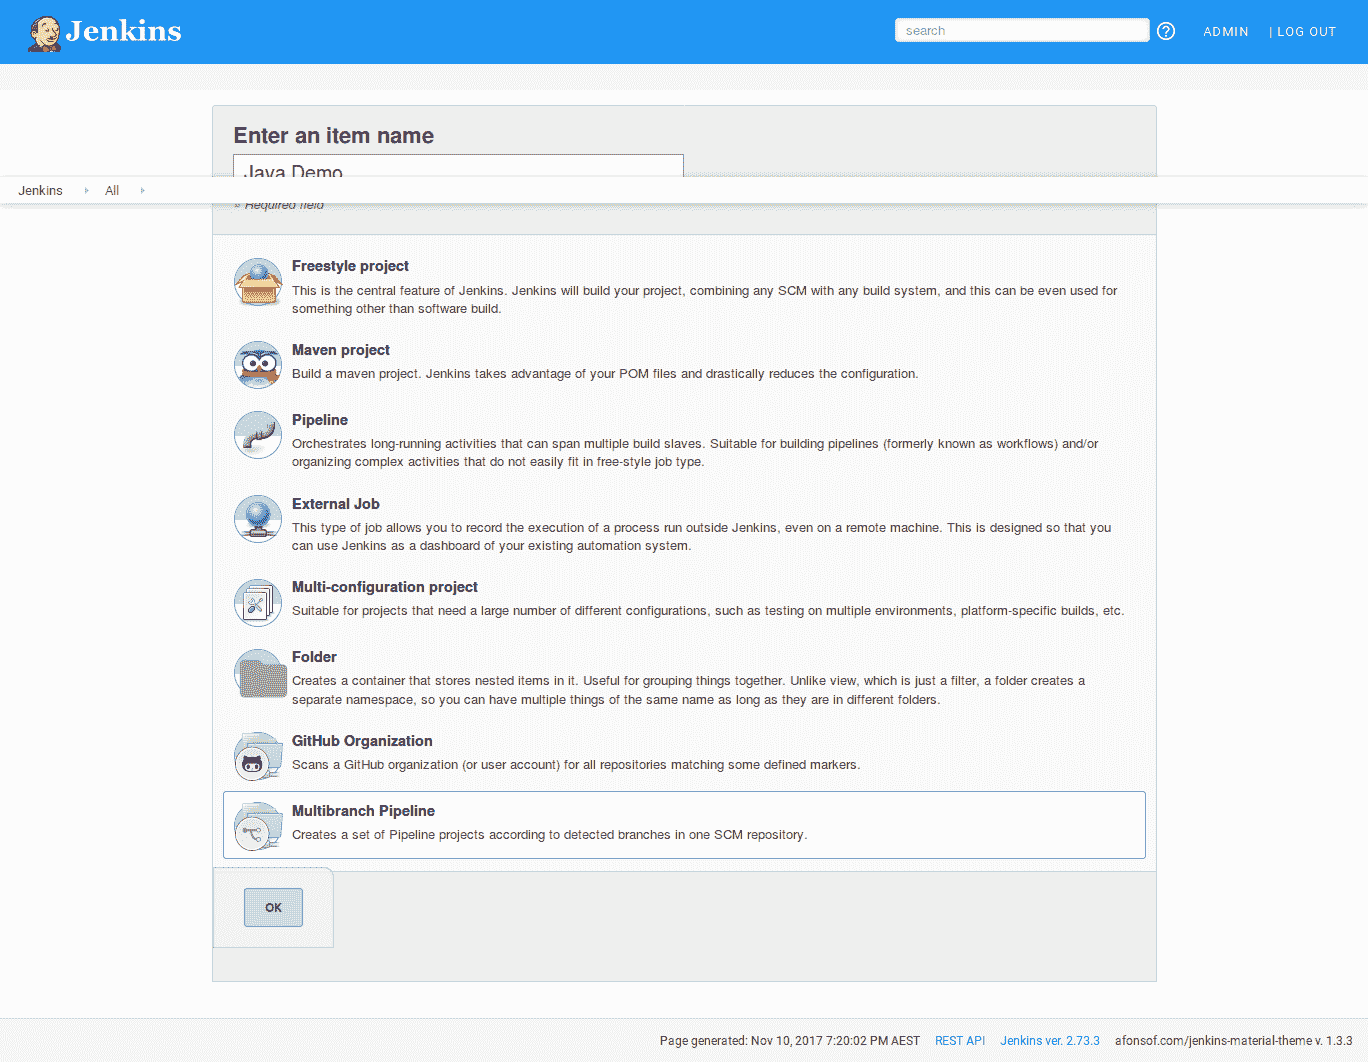 Jenkins
search
ADMIN | LOG OUT
Enter an item name
Java Demo
Jenkins All
» Required field
Freestyle project
This is the central feature of Jenkins. Jenkins will build your project, combining any SCM with any build system, and this can be even used for
something other than software build.
Maven project
Build a maven project. Jenkins takes advantage of your POM files and drastically reduces the configuration.
Pipeline
Orchestrates long-running activities that can span multiple build slaves. Suitable for building pipelines (formerly known as workflows) and/or
organizing complex activities that do not easily fit in free-style job type.
External Job
This type of job allows you to record the execution of a process run outside Jenkins, even on a remote machine. This is designed so that you
can use Jenkins as a dashboard of your existing automation system.
Multi-configuration project
Suitable for projects that need a large number of different configurations, such as testing on multiple environments, platform-specific builds, etc.
Folder
Creates a container that stores nested items in it. Useful for grouping things together. Unlike view, which is just a filter, a folder creates a
separate namespace, so you can have multiple things of the same name as long as they are in different folders.
GitHub Organization
Scans a GitHub organization (or user account) for all repositories matching some defined markers.
Multibranch Pipeline
Creates a set of Pipeline projects according to detected branches in one SCM repository.
OK
Page generated: Nov 10, 2017 7:20:02 PM AEST REST API Jenkins ver. 2.73.3 afonsof.com/jenkins-material-theme v. 1.3.3